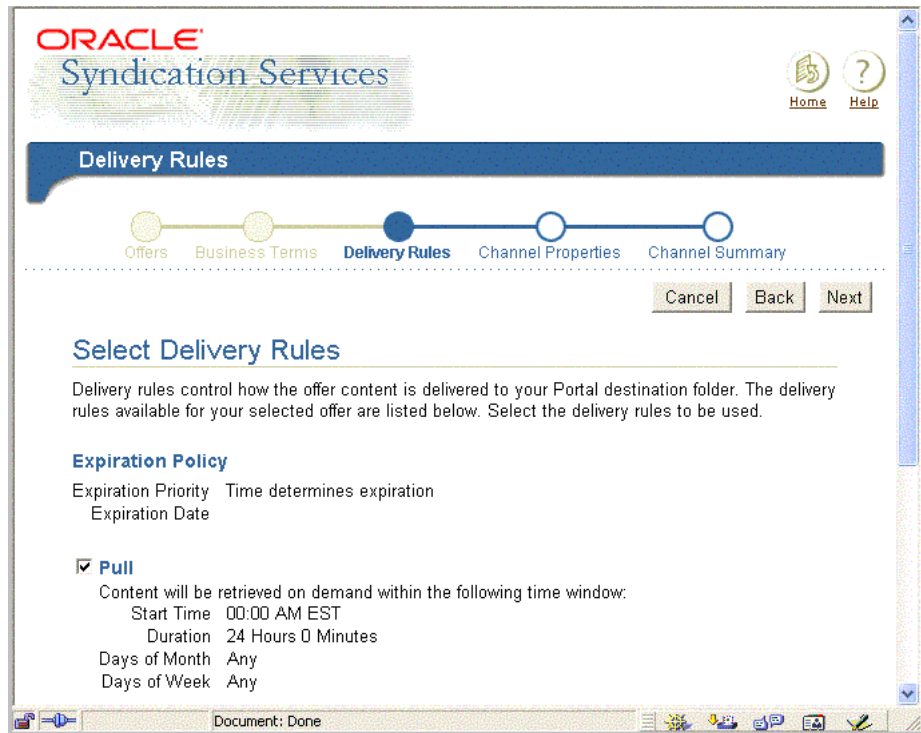 ORACLE
Syndication Services
Home Help
Delivery Rules
Offers Business Terms Delivery Rules Channel Properties Channel Summary
Cancel Back Next
Select Delivery Rules
Delivery rules control how the offer content is delivered to your Portal destination folder. The delivery
rules available for your selected offer are listed below. Select the delivery rules to be used.
Expiration Policy
Expiration Priority Time determines expiration
Expiration Date
Pull
Content will be retrieved on demand within the following time window:
Start Time 00:00 AM EST
Duration 24 Hours 0 Minutes
Days of Month Any
Days of Week Any
Document: Done